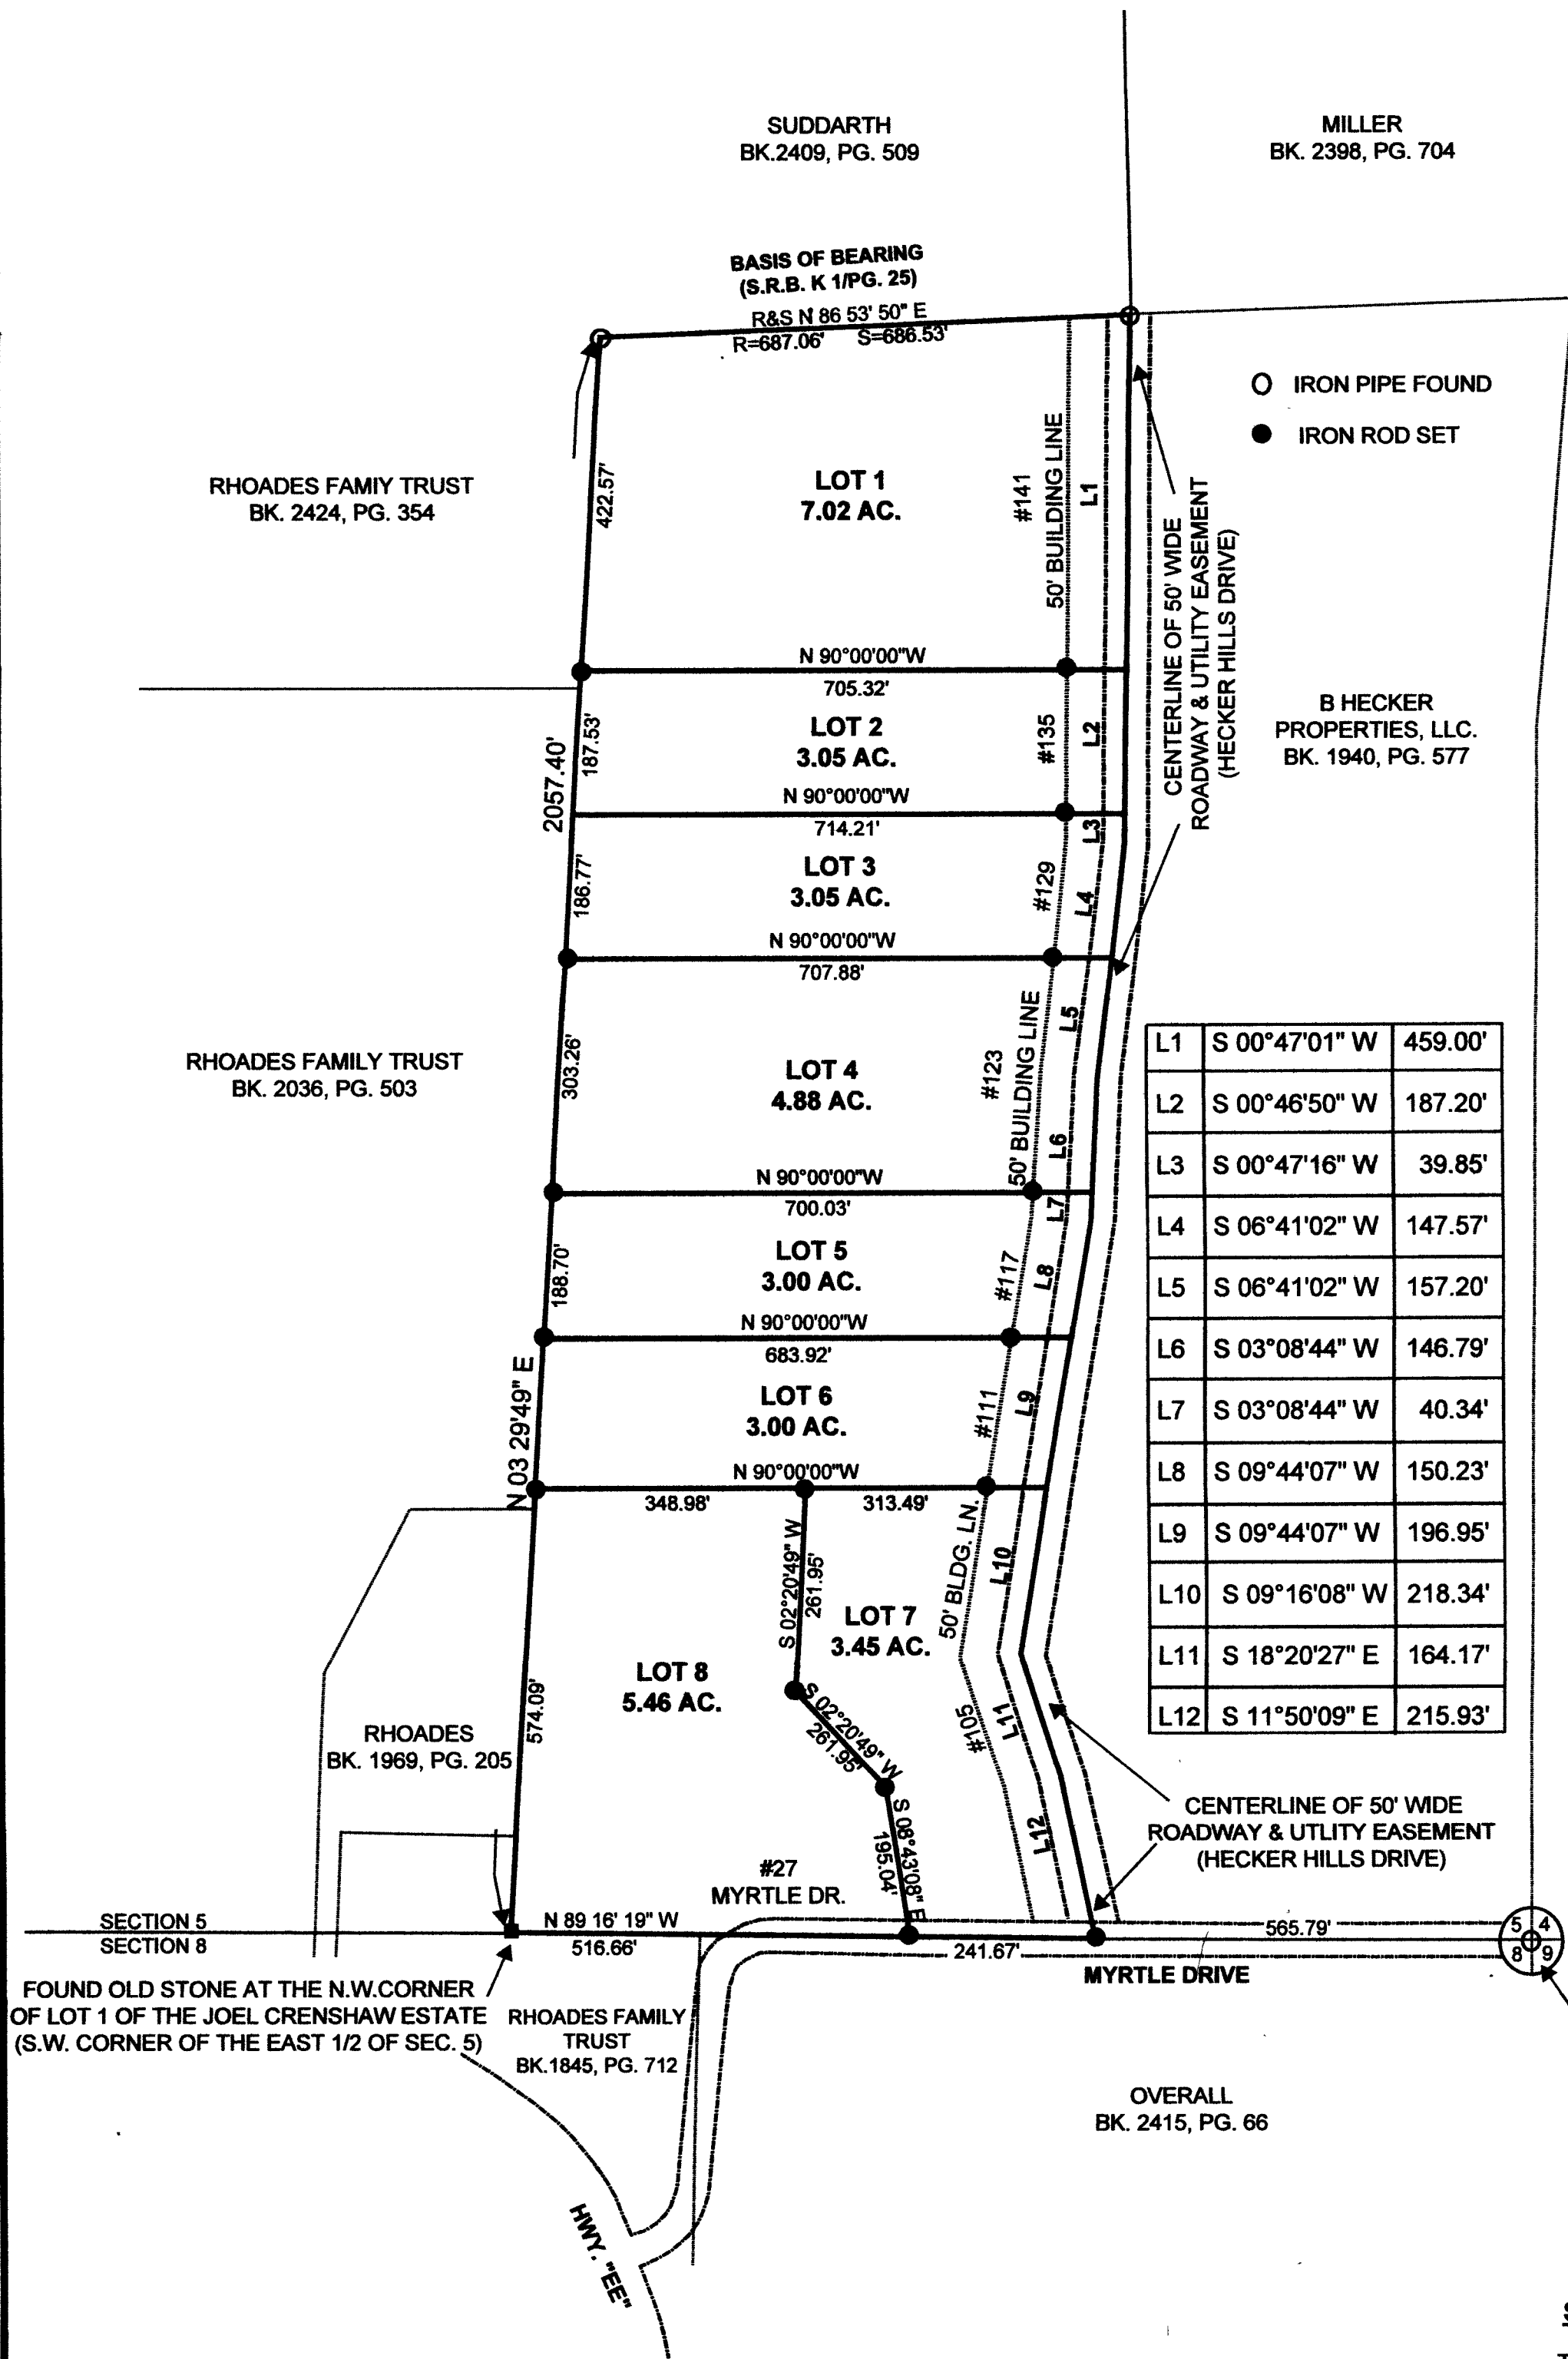 SUDDARTH
BK.2409, PG. 509
MILLER
BK. 2398, PG. 704
BASIS OF BEARING
(S.R.B. K 1/PG. 25)
R&S N 86 53' 50" E
R=687.06' S=686.53'
IRON PIPE FOUND
IRON ROD SET
RHOADES FAMIY TRUST
BK. 2424, PG. 354
422.57'
LOT 1
7.02 AC.
#141
50' BUILDING LINE
L1
CENTERLINE OF 50' WIDE
ROADWAY & UTILITY EASEMENT
(HECKER HILLS DRIVE)
N 90°00'00"W
705.32'
2057.40'
187.53'
LOT 2
3.05 AC.
#135
L2
B HECKER
PROPERTIES, LLC.
BK. 1940, PG. 577
N 90°00'00"W
714.21'
L3
186.77'
LOT 3
3.05 AC.
#129
L4
N 90°00'00"W
707.88'
RHOADES FAMILY TRUST
BK. 2036, PG. 503
303.26'
LOT 4
4.88 AC.
#123
50' BUILDING LINE
L5
L6
N 90°00'00"W
700.03'
L7
188.70'
LOT 5
3.00 AC.
#117
L8
N 90°00'00"W
683.92'
N 03 29'49" E
LOT 6
3.00 AC.
#111
L9
N 90°00'00"W
348.98'
313.49'
L1 S 00°47'01" W 459.00'
L2 S 00°46'50" W 187.20'
L3 S 00°47'16" W 39.85'
L4 S 06°41'02" W 147.57'
L5 S 06°41'02" W 157.20'
L6 S 03°08'44" W 146.79'
L7 S 03°08'44" W 40.34'
L8 S 09°44'07" W 150.23'
L9 S 09°44'07" W 196.95'
L10 S 09°16'08" W 218.34'
L11 S 18°20'27" E 164.17'
L12 S 11°50'09" E 215.93'
S 02°20'49" W
261.95'
50' BLDG. LN.
L10
LOT 7
3.45 AC.
LOT 8
5.46 AC.
574.09'
S 02°20'49" W
261.95'
#105
L11
RHOADES
BK. 1969, PG. 205
S 08°43'08" E
195.04'
L12
CENTERLINE OF 50' WIDE
ROADWAY & UTLITY EASEMENT
(HECKER HILLS DRIVE)
#27
MYRTLE DR.
SECTION 5
SECTION 8
N 89 16' 19" W
516.66'
241.67'
565.79'
5 4
8 9
MYRTLE DRIVE
FOUND OLD STONE AT THE N.W.CORNER
OF LOT 1 OF THE JOEL CRENSHAW ESTATE
(S.W. CORNER OF THE EAST 1/2 OF SEC. 5)
RHOADES FAMILY
TRUST
BK.1845, PG. 712
OVERALL
BK. 2415, PG. 66
HWY. "EE"